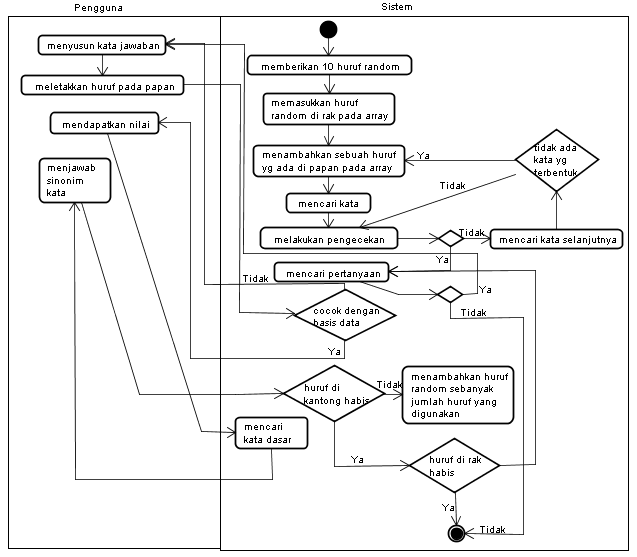 Pengguna
Sistem
menyusun kata jawaban
memberikan 10 huruf random
meletakkan huruf pada papan
memasukkan huruf
random di rak pada array
mendapatkan nilai
menambahkan sebuah huruf
yg ada di papan pada array
Ya
tidak ada
kata yg
terbentuk
menjawab
sinonim
kata
Tidak
mencari kata
melakukan pengecekan
Tidak
mencari kata selanjutnya
Ya
mencari pertanyaan
Tidak
Ya
cocok dengan
basis data
Tidak
Ya
huruf di
kantong habis
Tidak
menambahkan huruf
random sebanyak
jumlah huruf yang
digunakan
mencari
kata dasar
Ya
huruf di rak
habis
Ya
Tidak